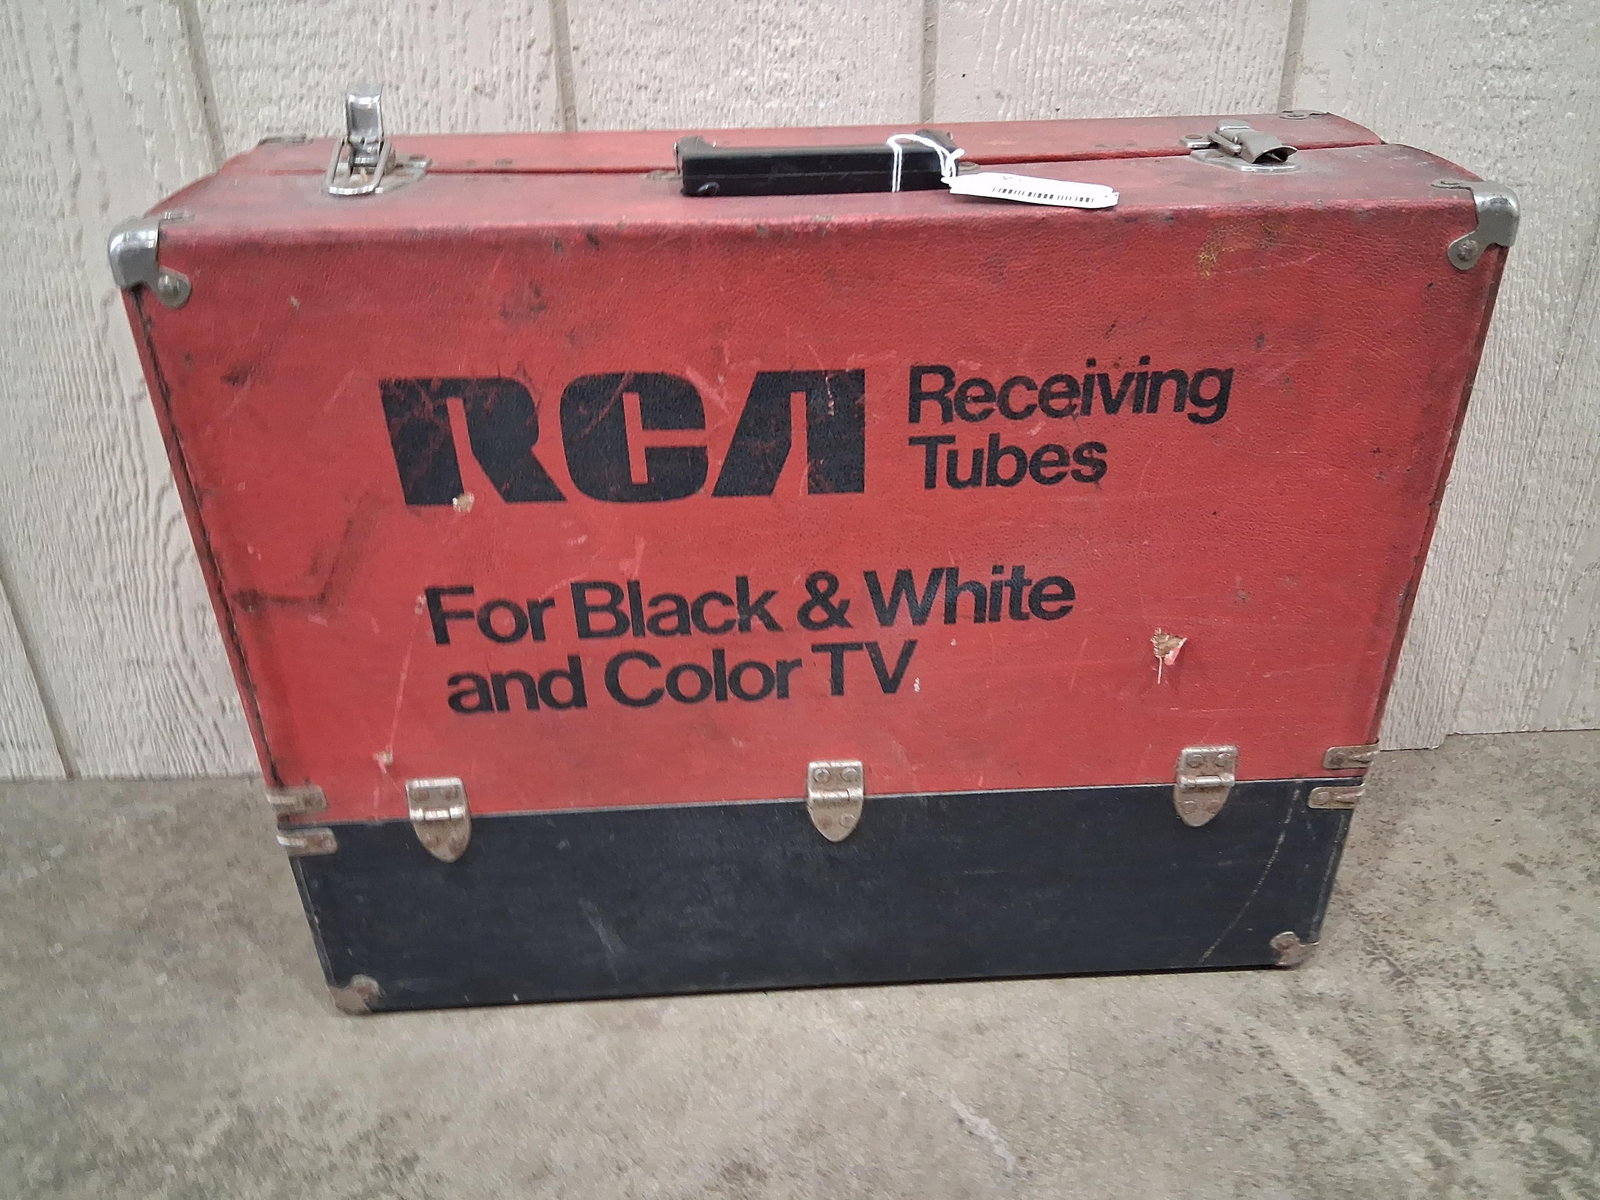 RCA Receiving
Tubes
For Black & White
and Color TV